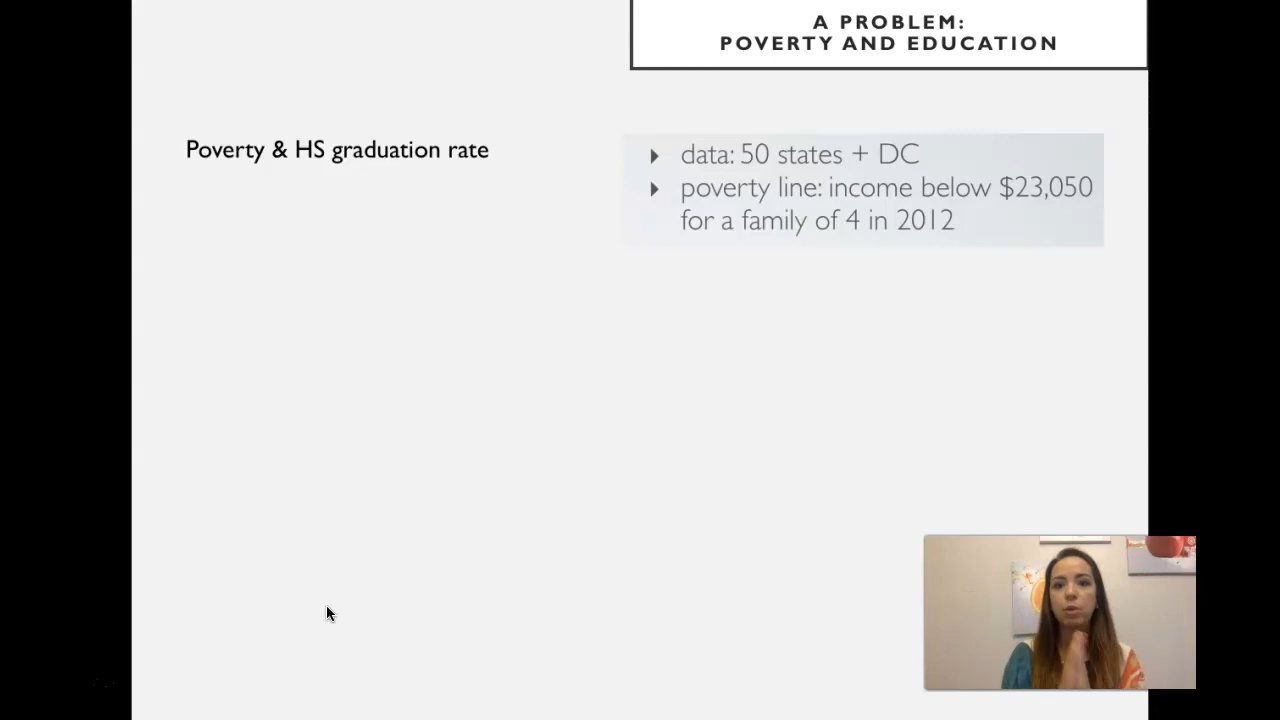 A PROBLEM:
POVERTY AND EDUCATION
Poverty & HS graduation rate
data: 50 states + DC
poverty line: income below $23,050
for a family of 4 in 2012